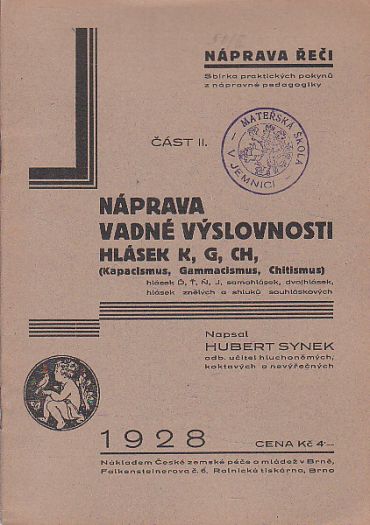 NÁPRAVA ŘEČI
Sbírka praktických pokynů
z nápravné pedagogiky
MATEŘSKÁ ŠKOLA
V JEMNICI
ČÁST II.
NÁPRAVA
VADNÉ VÝSLOVNOSTI
HLÁSEK K, G, CH,
(Kapacismus, Gammacismus, Chitismus)
hlásek Ď, Ť, Ň, J, samohlásek, dvojhlásek,
hlásek znělých a shluků souhláskových
Napsal
HUBERT SYNEK
odb. učitel hluchoněmých,
koktavých a nevýřečných
1928
CENA Kč 4·—
Nákladem České zemské péče o mládež v Brně,
Falkensteinerova č. 6. Rolnická tiskárna, Brno